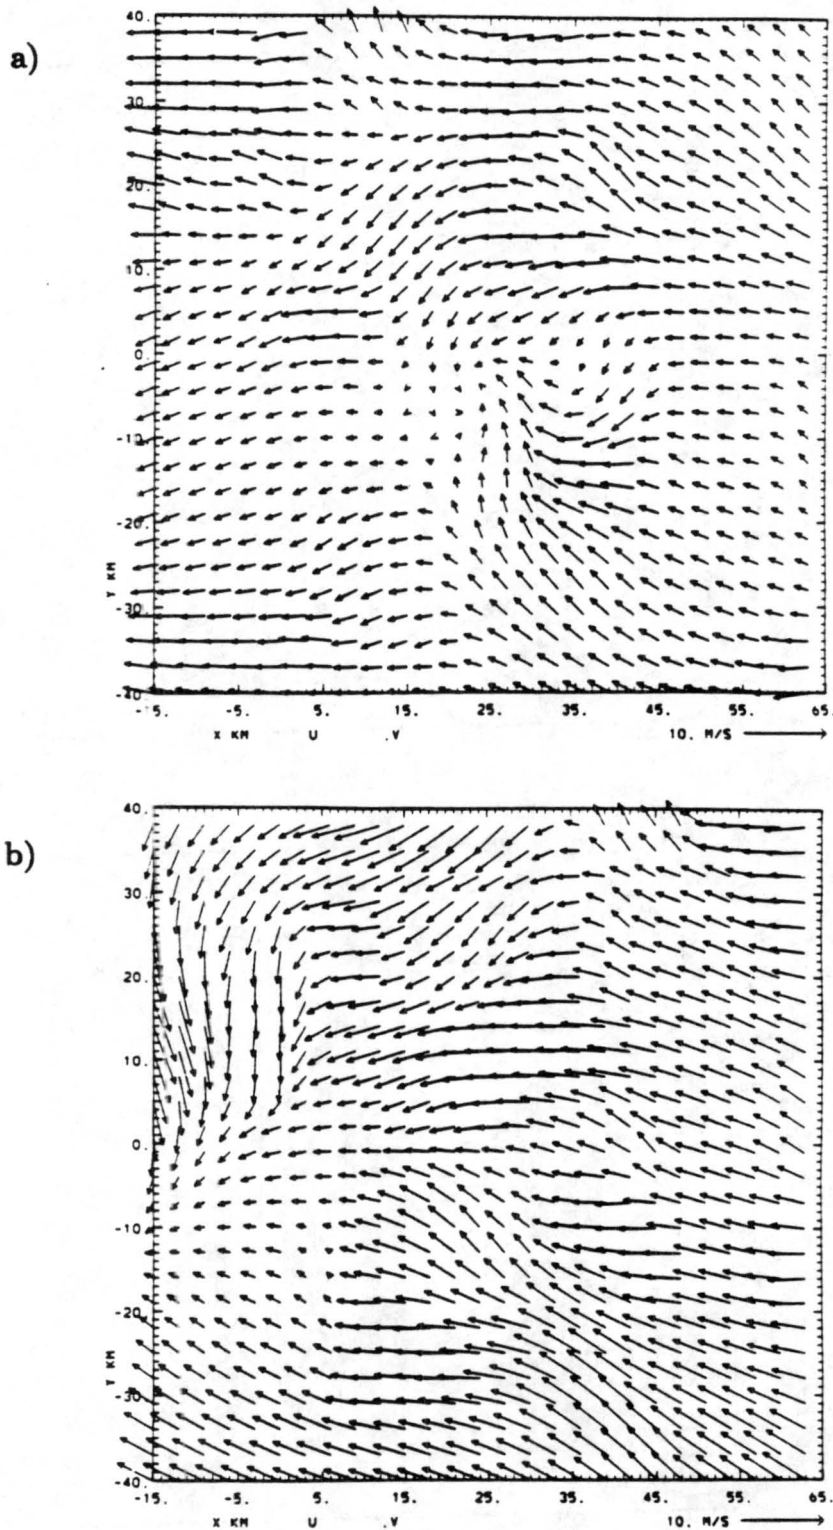 a)
40.
30.
20.
10.
0.
-10.
-20.
-30.
-40.
Y KM
-15. -5. 5. 15. 25. 35. 45. 55. 65.
X KM U .V 10. M/S
b)
40.
30.
20.
10.
0.
-10.
-20.
-30.
-40.
Y KM
-15. -5. 5. 15. 25. 35. 45. 55. 65.
X KM U .V 10. M/S